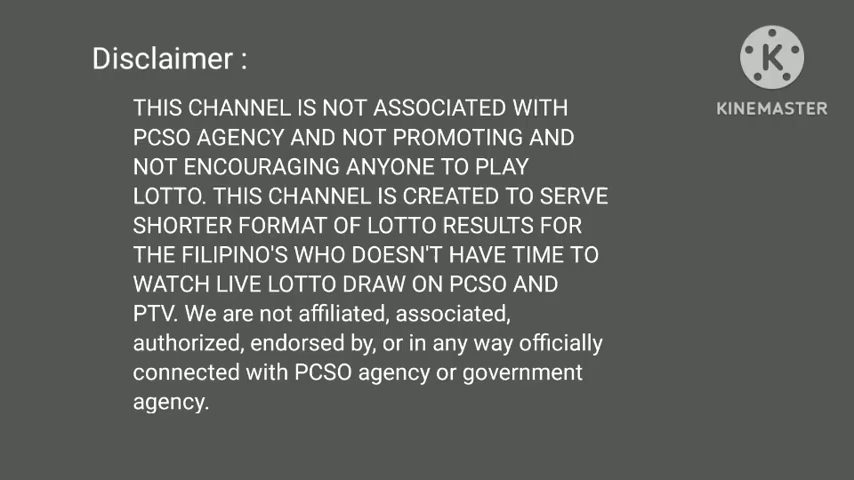 Disclaimer :
K
KINEMASTER
THIS CHANNEL IS NOT ASSOCIATED WITH
PCSO AGENCY AND NOT PROMOTING AND
NOT ENCOURAGING ANYONE TO PLAY
LOTTO. THIS CHANNEL IS CREATED TO SERVE
SHORTER FORMAT OF LOTTO RESULTS FOR
THE FILIPINO'S WHO DOESN'T HAVE TIME TO
WATCH LIVE LOTTO DRAW ON PCSO AND
PTV. We are not affiliated, associated,
authorized, endorsed by, or in any way officially
connected with PCSO agency or government
agency.